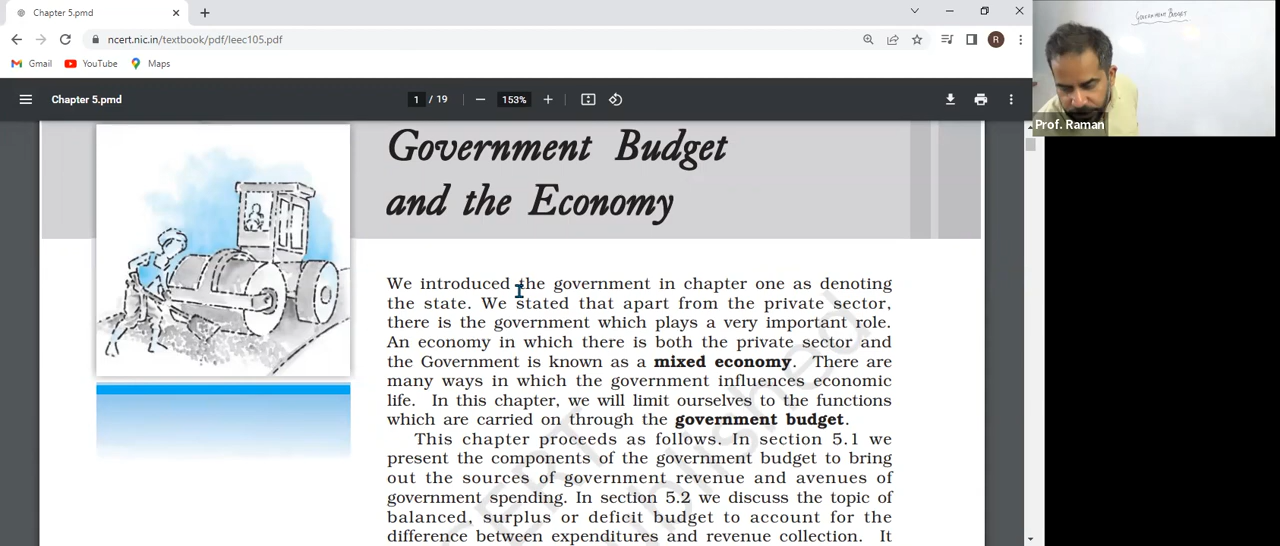 Chapter 5.pmd
ncert.nic.in/textbook/pdf/leec105.pdf
R
Gmail
YouTube
Maps
Chapter 5.pmd
1 / 19
153%
Government Budget
Prof. Raman
Government Budget
and the Economy
We introduced the government in chapter one as denoting
the state. We stated that apart from the private sector,
there is the government which plays a very important role.
An economy in which there is both the private sector and
the Government is known as a mixed economy. There are
many ways in which the government influences economic
life. In this chapter, we will limit ourselves to the functions
which are carried on through the government budget.
This chapter proceeds as follows. In section 5.1 we
present the components of the government budget to bring
out the sources of government revenue and avenues of
government spending. In section 5.2 we discuss the topic of
balanced, surplus or deficit budget to account for the
difference between expenditures and revenue collection. It